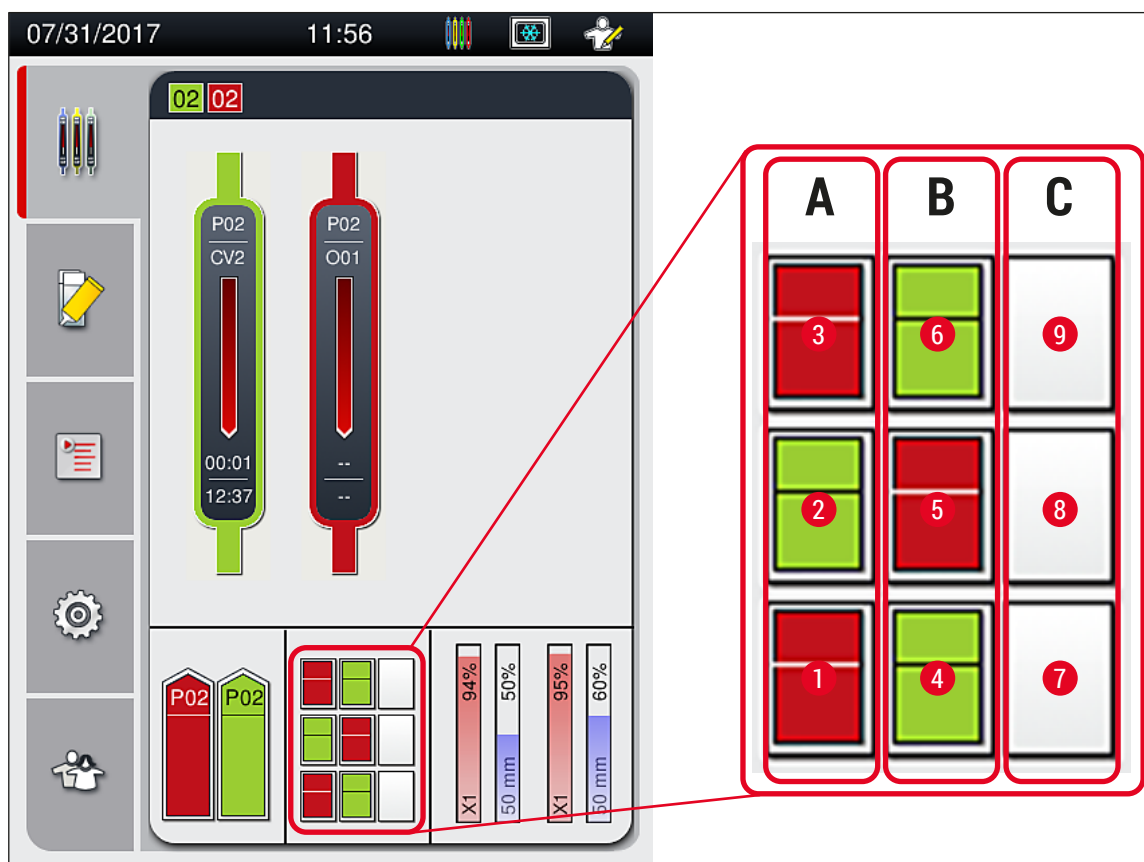 07/31/2017 11:56
02 02
P02 P02
CV2 O01
00:01 --
12:37 --
P02 P02
X1 94%
50 mm 50%
X1 95%
50 mm 60%
A B C
3 6 9
2 5 8
1 4 7